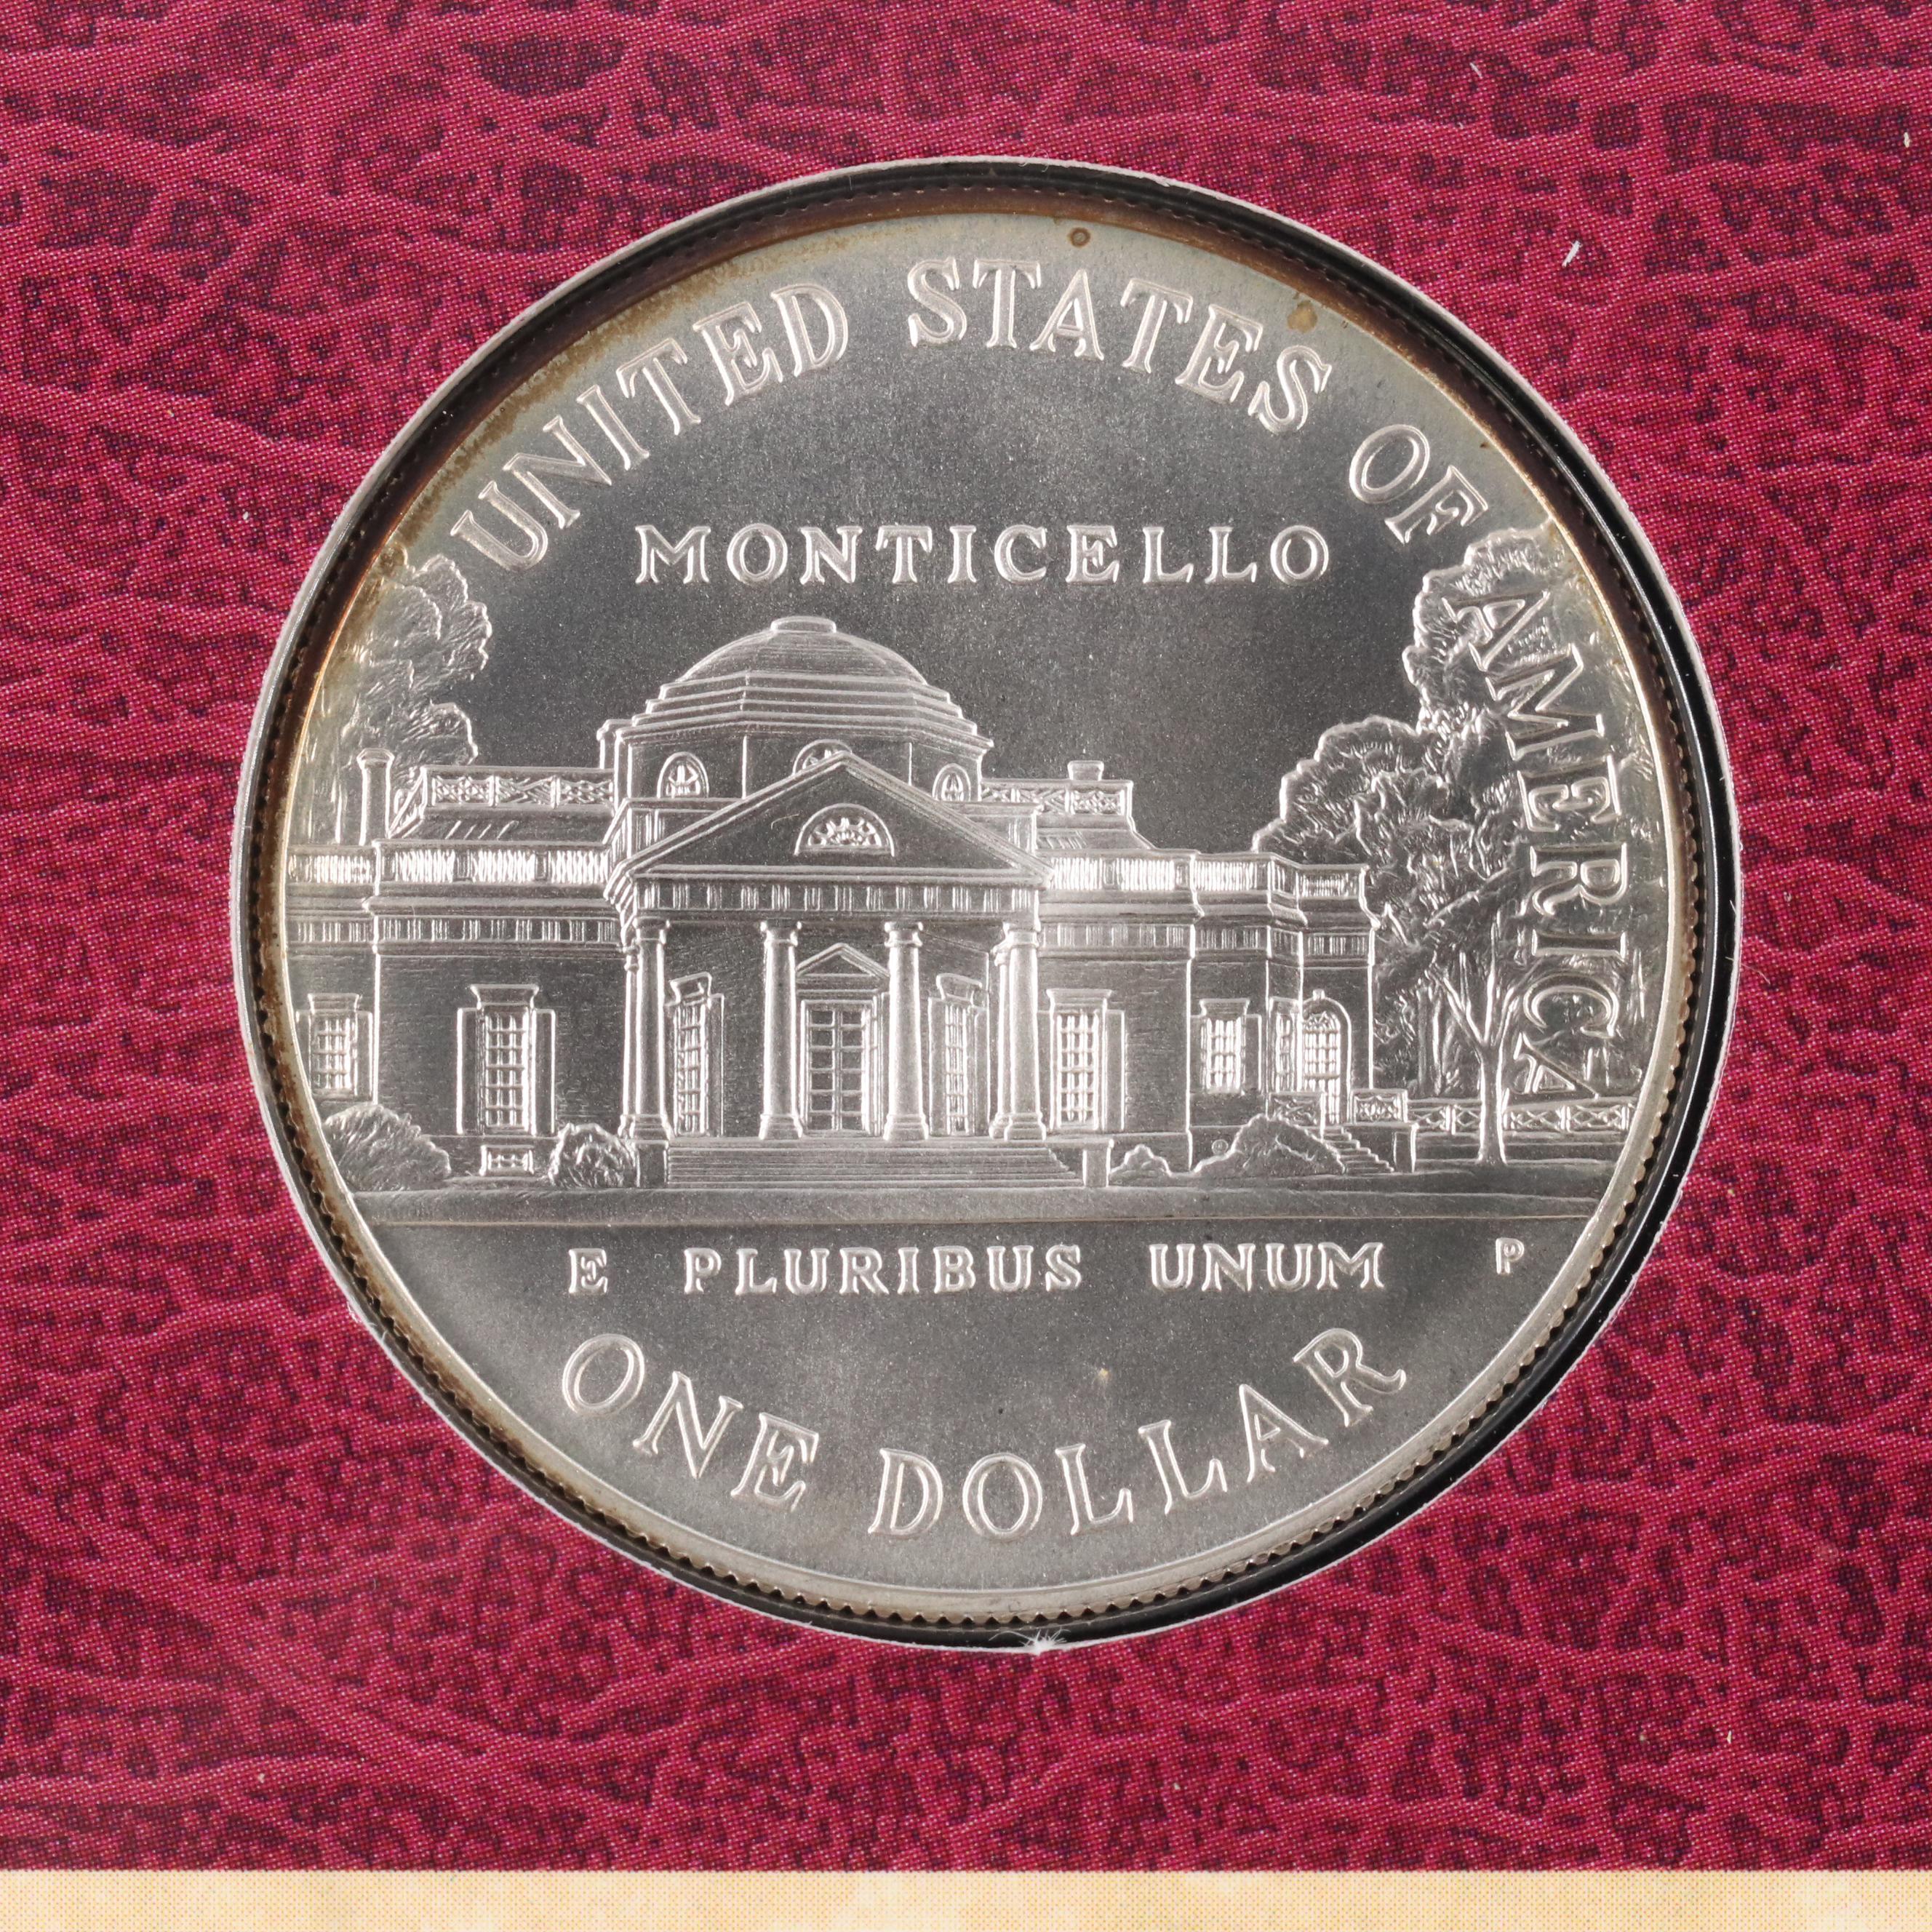 UNITED STATES OF AMERICA
MONTICELLO
E PLURIBUS UNUM P
ONE DOLLAR